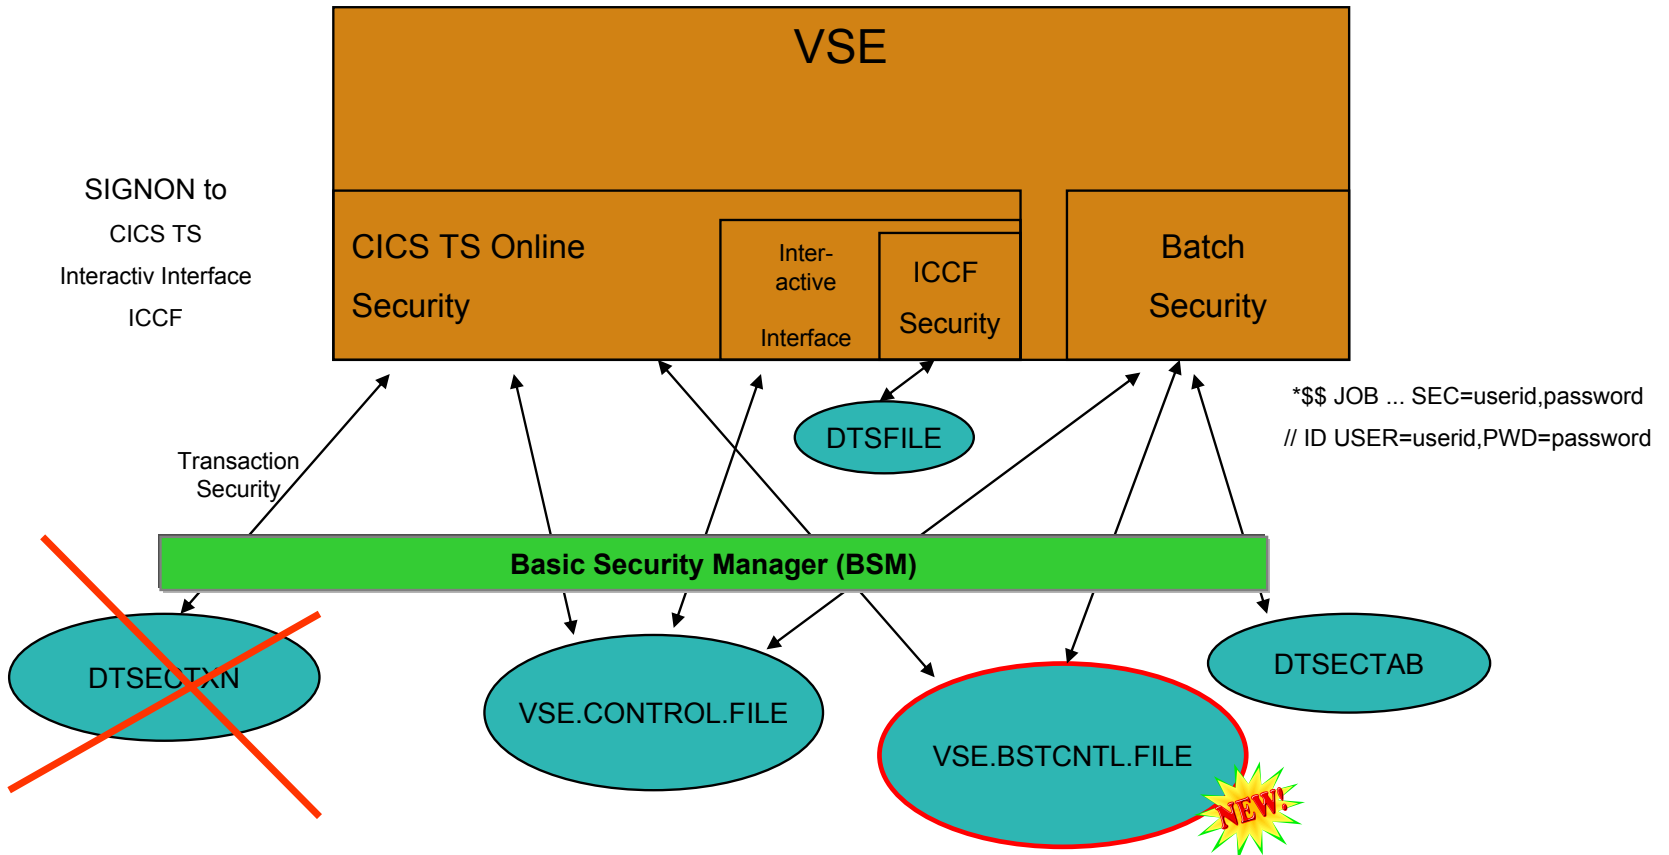 VSE
SIGNON to
CICS TS
Interactiv Interface
ICCF
CICS TS Online
Security
Inter-
active
Interface
ICCF
Security
Batch
Security
*$$ JOB ... SEC=userid,password
// ID USER=userid,PWD=password
DTSFILE
Transaction
Security
Basic Security Manager (BSM)
DTSECTXN
VSE.CONTROL.FILE
VSE.BSTCNTL.FILE
DTSECTAB
NEW!